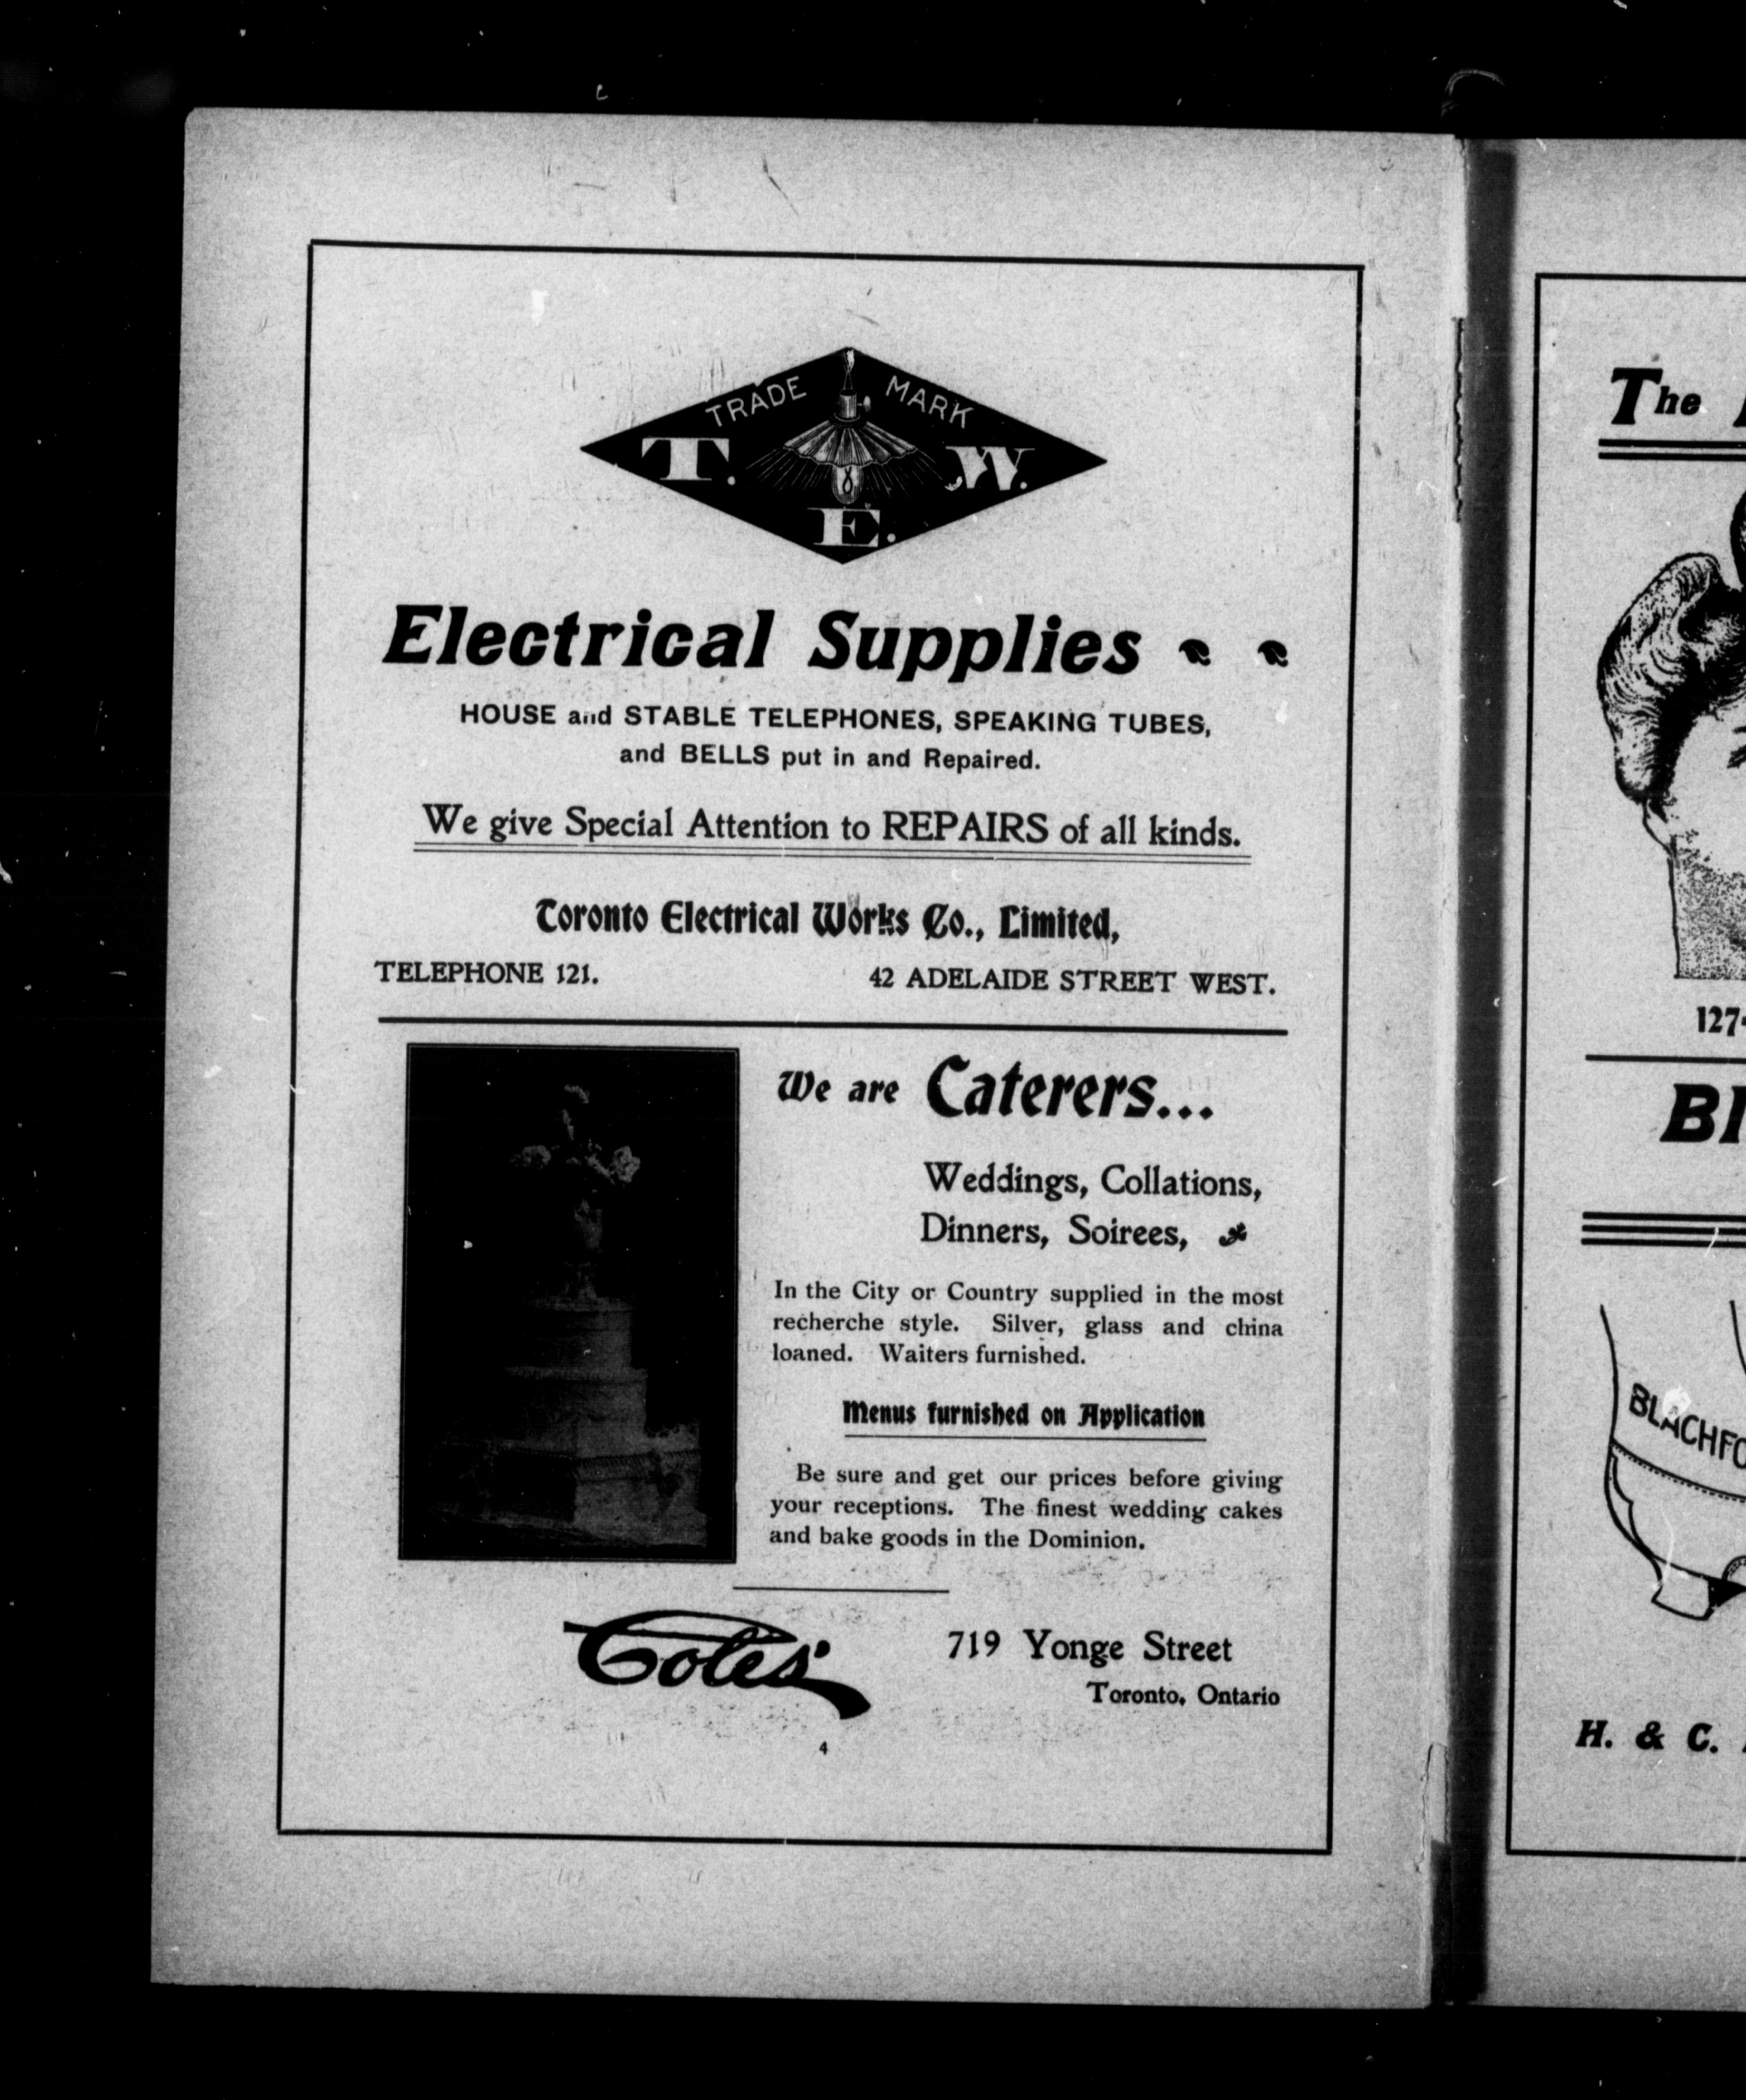 TRADE MARK
T. W.
E.
Electrical Supplies
HOUSE and STABLE TELEPHONES, SPEAKING TUBES,
and BELLS put in and Repaired.
We give Special Attention to REPAIRS of all kinds.
Toronto Electrical Works Co., Limited,
TELEPHONE 121. 42 ADELAIDE STREET WEST.
We are Caterers...
Weddings, Collations,
Dinners, Soirees,
In the City or Country supplied in the most
recherche style. Silver, glass and china
loaned. Waiters furnished.
Menus furnished on Application
Be sure and get our prices before giving
your receptions. The finest wedding cakes
and bake goods in the Dominion.
Coles'
719 Yonge Street
Toronto, Ontario
4
The
127-
Bl
BLACHFO
H. & C.